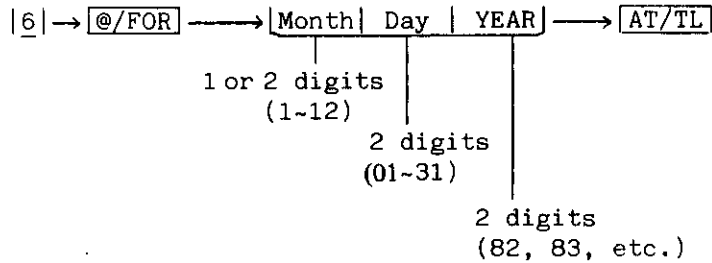 6 → @/FOR → Month Day YEAR → AT/TL
1 or 2 digits
(1~12)
2 digits
(01~31)
2 digits
(82, 83, etc.)